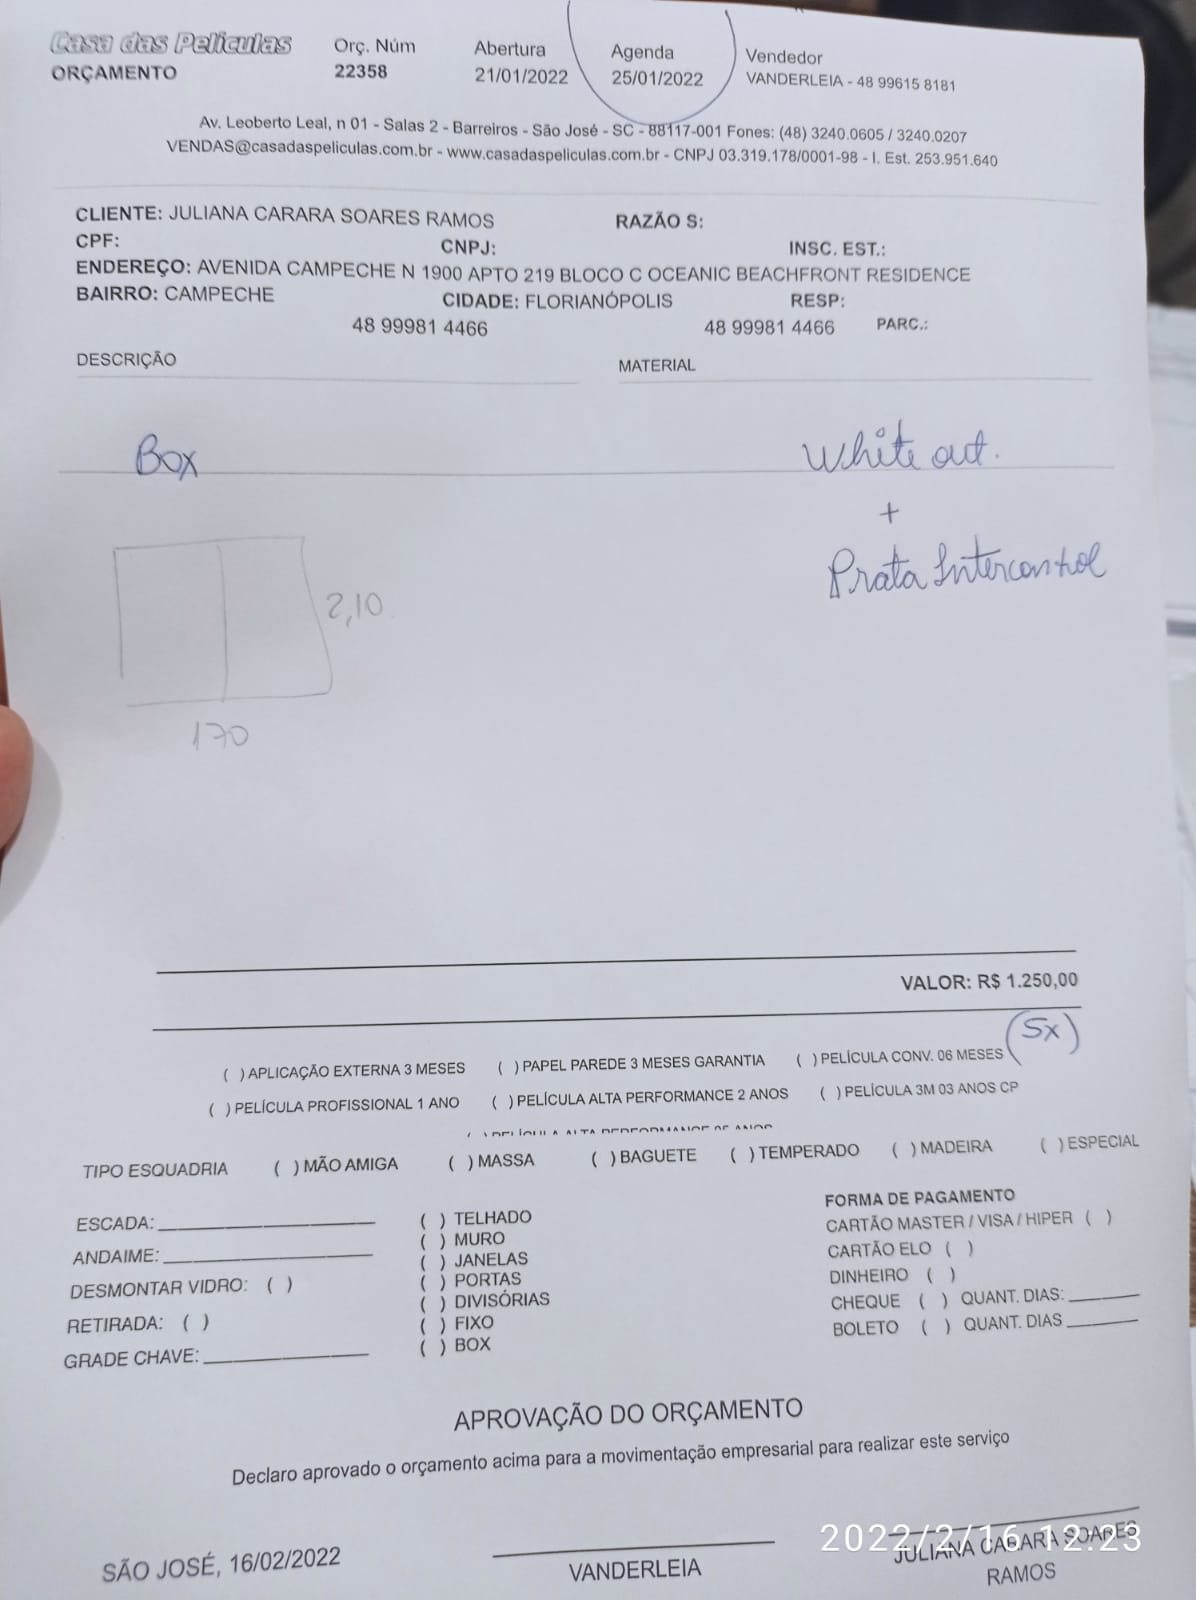 Casa das Películas
ORÇAMENTO
Orç. Núm
22358
Abertura
21/01/2022
Agenda
25/01/2022
Vendedor
VANDERLEIA - 48 99615 8181
Av. Leoberto Leal, n 01 - Salas 2 - Barreiros - São José - SC - 88117-001 Fones: (48) 3240.0605 / 3240.0207
VENDAS@casadaspeliculas.com.br - www.casadaspeliculas.com.br - CNPJ 03.319.178/0001-98 - I. Est. 253.951.640
CLIENTE: JULIANA CARARA SOARES RAMOS RAZÃO S:
CPF: CNPJ: INSC. EST.:
ENDEREÇO: AVENIDA CAMPECHE N 1900 APTO 219 BLOCO C OCEANIC BEACHFRONT RESIDENCE
BAIRRO: CAMPECHE CIDADE: FLORIANÓPOLIS RESP:
48 99981 4466 48 99981 4466 PARC.:
DESCRIÇÃO MATERIAL
Box White out.
+
Prata Intercontrol
2,10
170
VALOR: R$ 1.250,00
(5x)
( ) APLICAÇÃO EXTERNA 3 MESES ( ) PAPEL PAREDE 3 MESES GARANTIA ( ) PELÍCULA CONV. 06 MESES
( ) PELÍCULA PROFISSIONAL 1 ANO ( ) PELÍCULA ALTA PERFORMANCE 2 ANOS ( ) PELÍCULA 3M 03 ANOS CP
( ) PELÍCULA ALTA PERFORMANCE 05 ANOS
TIPO ESQUADRIA ( ) MÃO AMIGA ( ) MASSA ( ) BAGUETE ( ) TEMPERADO ( ) MADEIRA ( ) ESPECIAL
ESCADA:
ANDAIME:
DESMONTAR VIDRO: ( )
RETIRADA: ( )
GRADE CHAVE:
( ) TELHADO
( ) MURO
( ) JANELAS
( ) PORTAS
( ) DIVISÓRIAS
( ) FIXO
( ) BOX
FORMA DE PAGAMENTO
CARTÃO MASTER / VISA / HIPER ( )
CARTÃO ELO ( )
DINHEIRO ( )
CHEQUE ( ) QUANT. DIAS:
BOLETO ( ) QUANT. DIAS
APROVAÇÃO DO ORÇAMENTO
Declaro aprovado o orçamento acima para a movimentação empresarial para realizar este serviço
2022/2/16 12:23
SÃO JOSÉ, 16/02/2022
VANDERLEIA
JULIANA CARARA SOARES
RAMOS